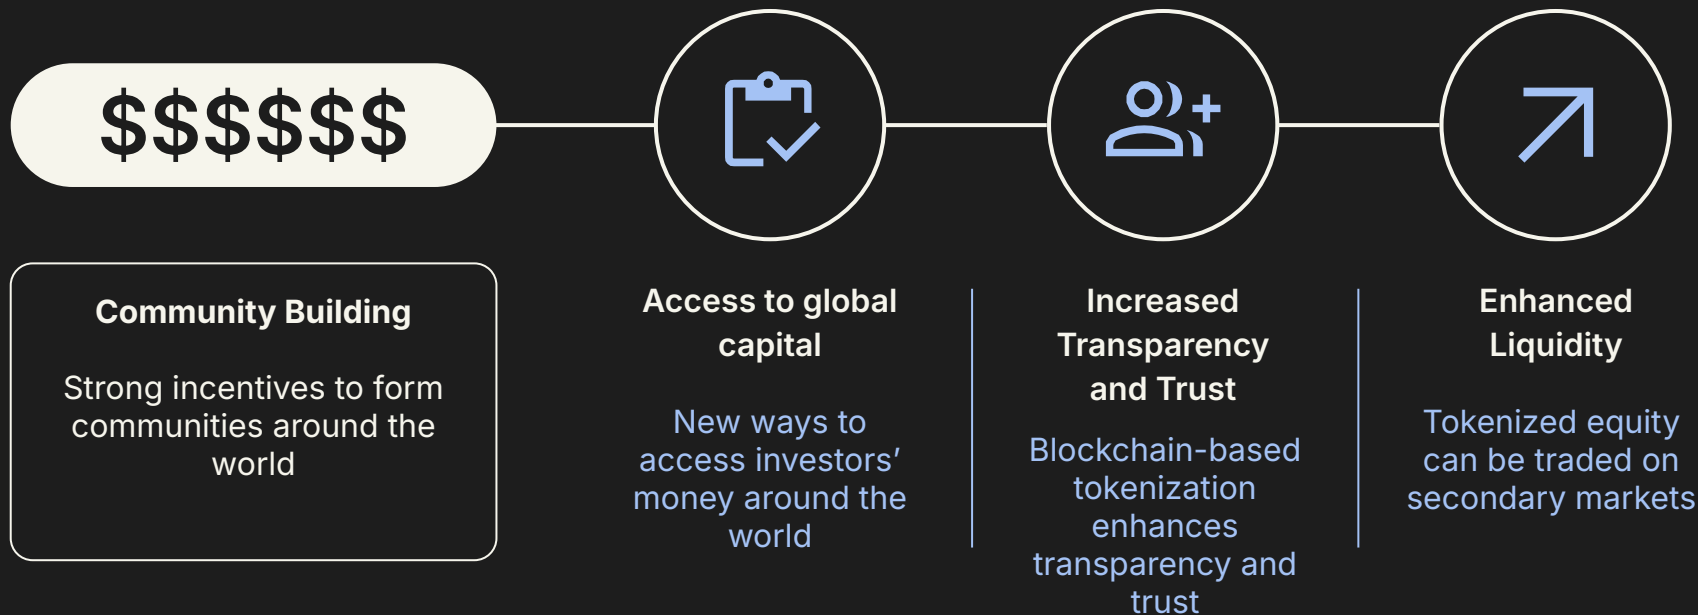 $$$$$$
Community Building
Strong incentives to form
communities around the
world
Access to global
capital
New ways to
access investors’
money around the
world
Increased
Transparency
and Trust
Blockchain-based
tokenization
enhances
transparency and
trust
Enhanced
Liquidity
Tokenized equity
can be traded on
secondary markets